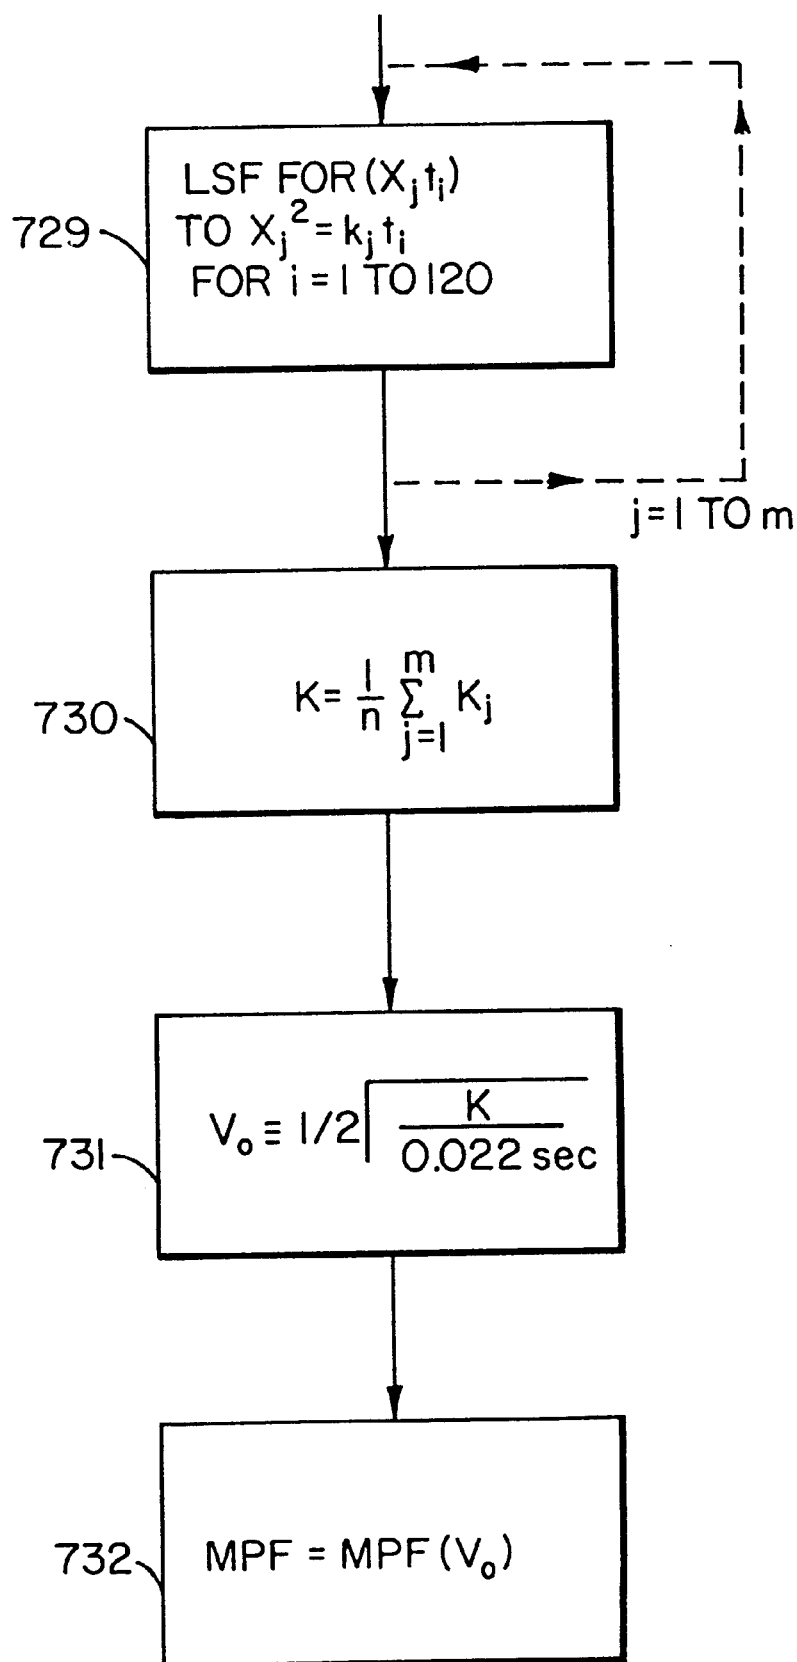 LSF FOR (X_j t_i)
TO X_j^2 = k_j t_i
FOR i = 1 TO 120
729
j = 1 TO m
K = 1/n ∑_{j=1}^{m} K_j
730
V_o ≡ 1/2 √(K / 0.022 sec)
731
MPF = MPF (V_o)
732